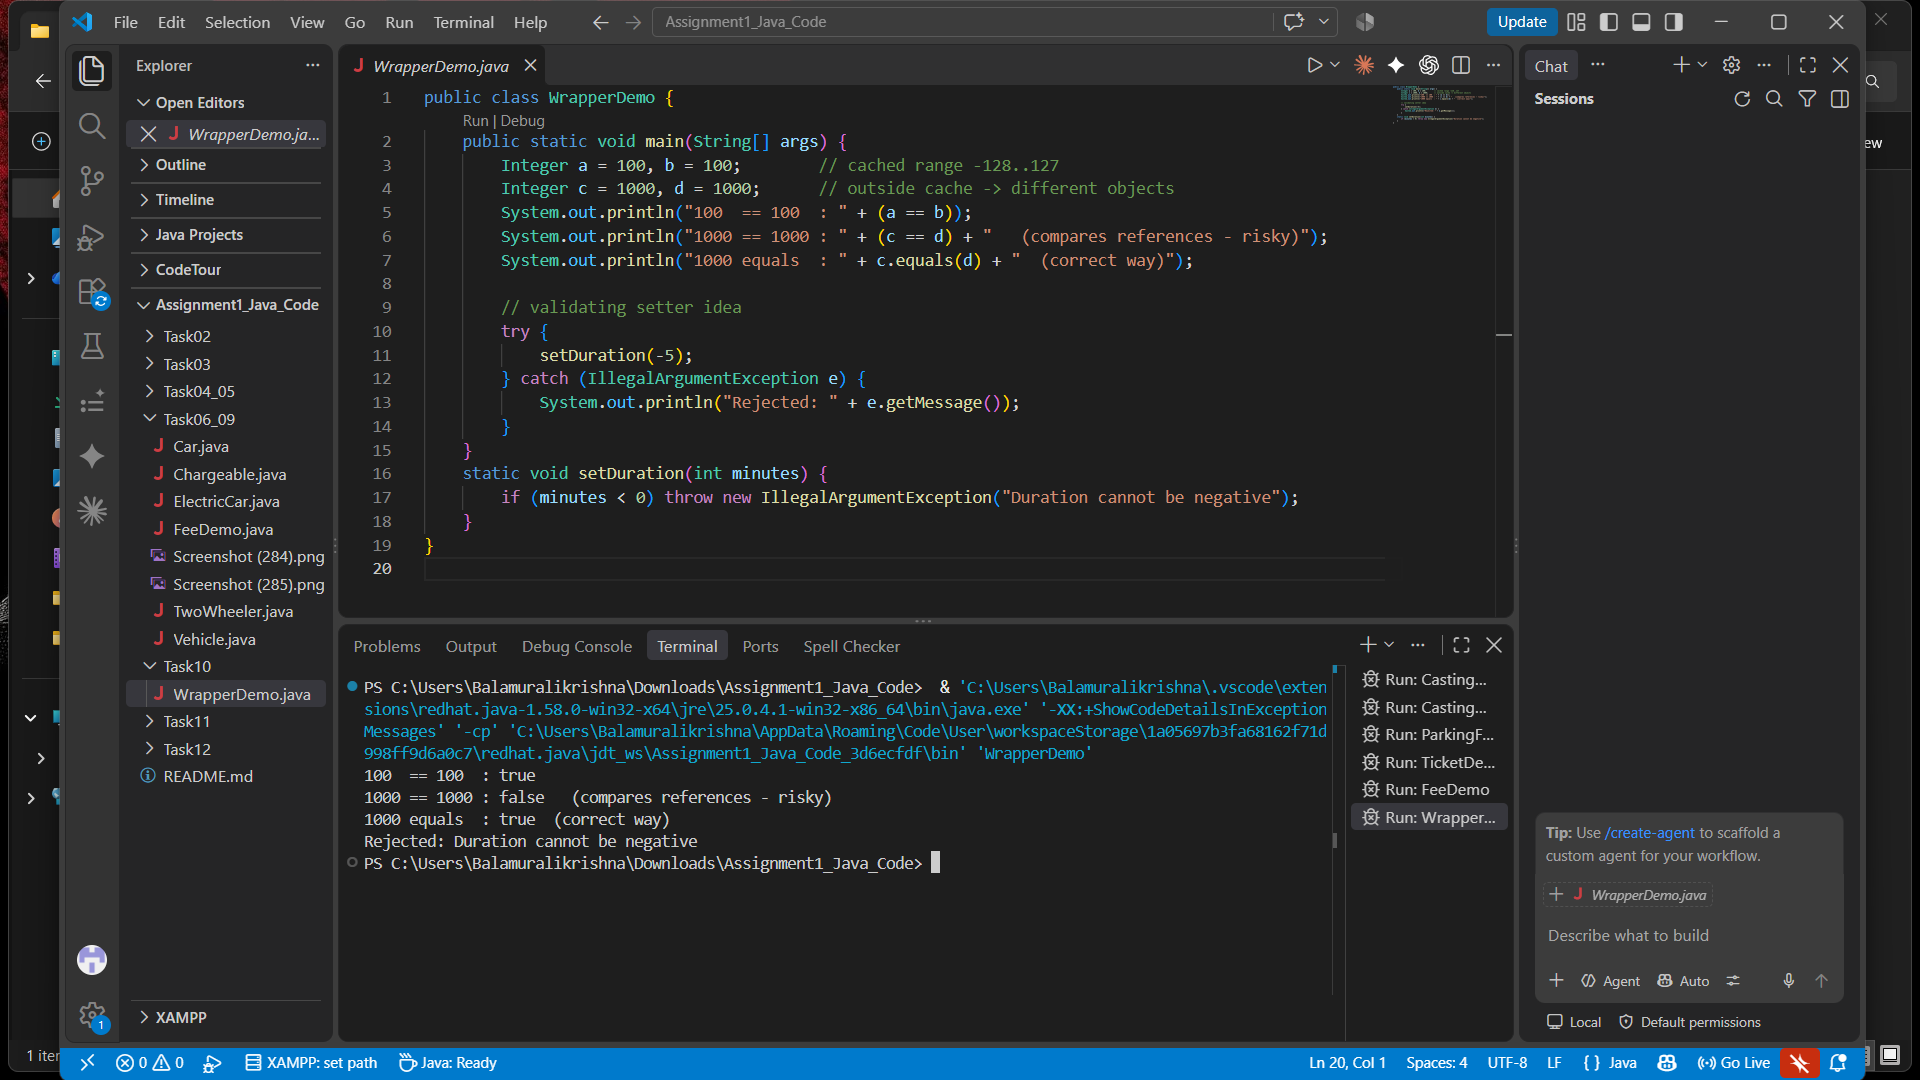 File Edit Selection View Go Run Terminal Help
Assignment1_Java_Code
Update
Explorer
Open Editors
WrapperDemo.ja...
Outline
Timeline
Java Projects
CodeTour
Assignment1_Java_Code
Task02
Task03
Task04_05
Task06_09
Car.java
Chargeable.java
ElectricCar.java
FeeDemo.java
Screenshot (284).png
Screenshot (285).png
TwoWheeler.java
Vehicle.java
Task10
WrapperDemo.java
Task11
Task12
README.md
XAMPP
WrapperDemo.java
1 public class WrapperDemo {
Run | Debug
2 public static void main(String[] args) {
3 Integer a = 100, b = 100; // cached range -128..127
4 Integer c = 1000, d = 1000; // outside cache -> different objects
5 System.out.println("100  == 100  : " + (a == b));
6 System.out.println("1000 == 1000 : " + (c == d) + "   (compares references - risky)");
7 System.out.println("1000 equals  : " + c.equals(d) + "  (correct way)");
8
9 // validating setter idea
10 try {
11 setDuration(-5);
12 } catch (IllegalArgumentException e) {
13 System.out.println("Rejected: " + e.getMessage());
14 }
15 }
16 static void setDuration(int minutes) {
17 if (minutes < 0) throw new IllegalArgumentException("Duration cannot be negative");
18 }
19 }
20
Problems Output Debug Console Terminal Ports Spell Checker
PS C:\Users\Balamuralikrishna\Downloads\Assignment1_Java_Code>  & 'C:\Users\Balamuralikrishna\.vscode\exten
sions\redhat.java-1.58.0-win32-x64\jre\25.0.4.1-win32-x86_64\bin\java.exe' '-XX:+ShowCodeDetailsInException
Messages' '-cp' 'C:\Users\Balamuralikrishna\AppData\Roaming\Code\User\workspaceStorage\1a05697b3fa68162f71d
998ff9d6a0c7\redhat.java\jdt_ws\Assignment1_Java_Code_3d6ecfdf\bin' 'WrapperDemo'
100  == 100  : true
1000 == 1000 : false   (compares references - risky)
1000 equals  : true  (correct way)
Rejected: Duration cannot be negative
PS C:\Users\Balamuralikrishna\Downloads\Assignment1_Java_Code>
Run: Casting...
Run: Casting...
Run: ParkingF...
Run: TicketDe...
Run: FeeDemo
Run: Wrapper...
Chat
Sessions
Tip: Use /create-agent to scaffold a
custom agent for your workflow.
WrapperDemo.java
Describe what to build
Agent Auto
Local Default permissions
ew
1 iter
1
0 0 XAMPP: set path Java: Ready
Ln 20, Col 1 Spaces: 4 UTF-8 LF { } Java Go Live